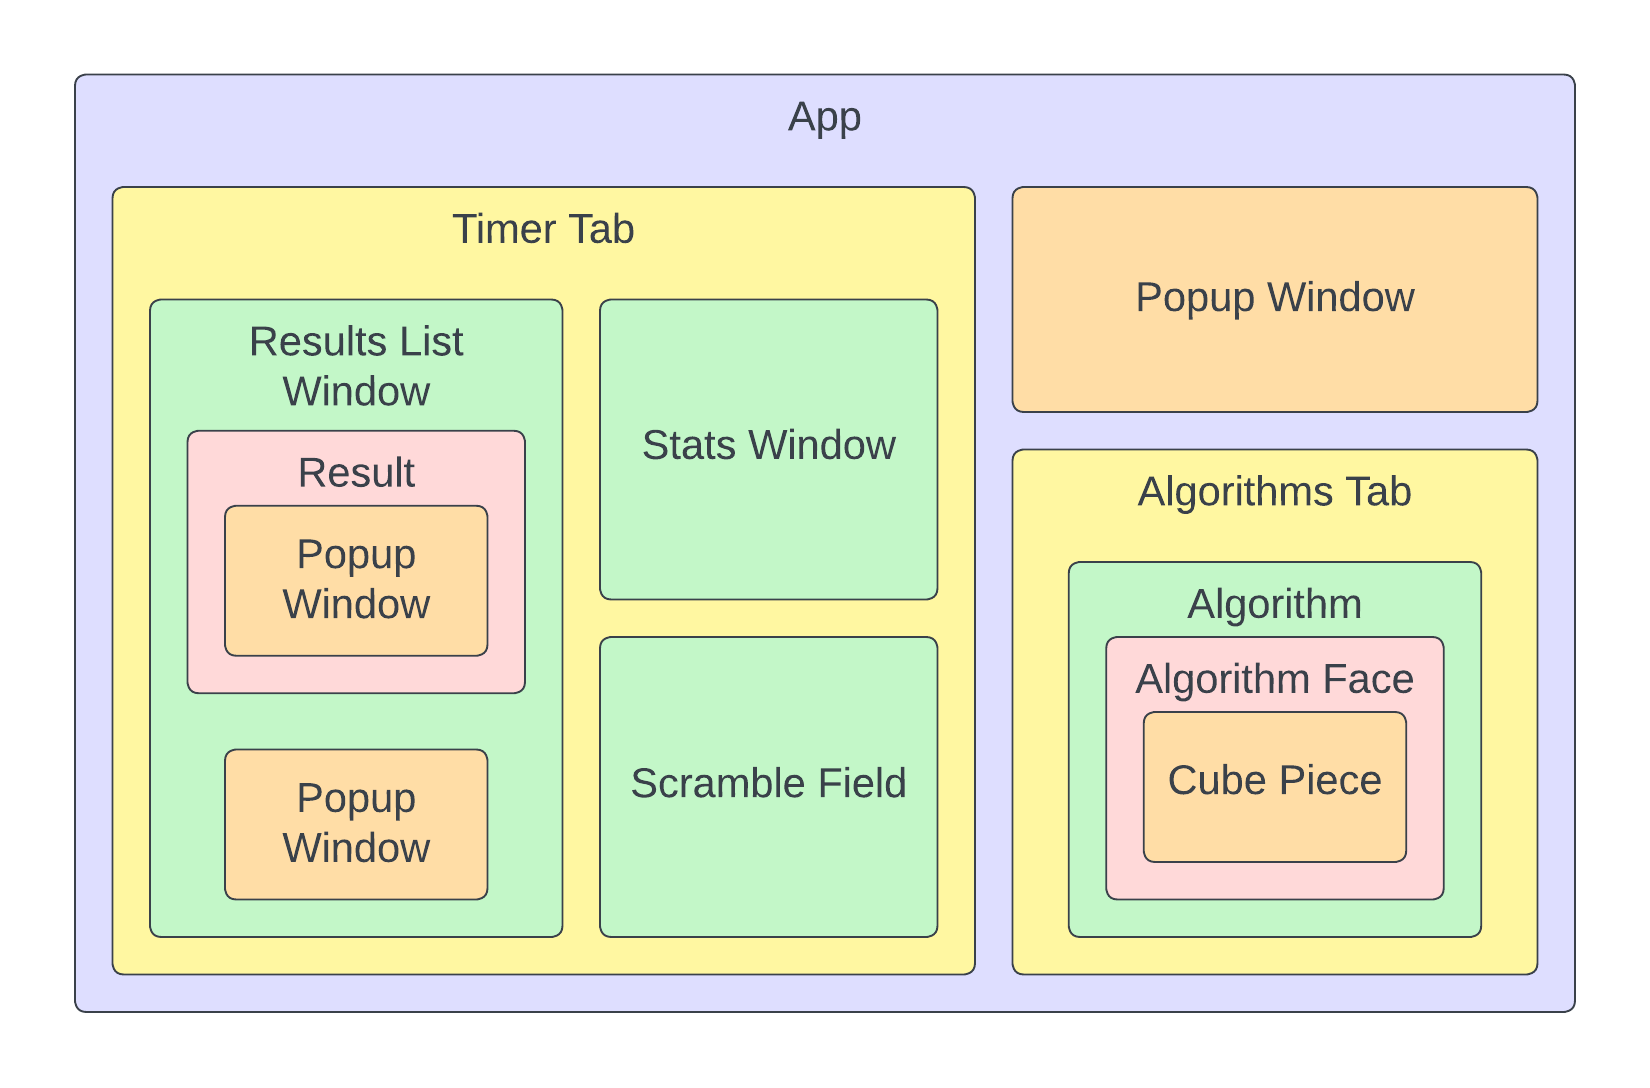 App
Timer Tab
Results List
Window
Result
Popup
Window
Popup
Window
Stats Window
Scramble Field
Popup Window
Algorithms Tab
Algorithm
Algorithm Face
Cube Piece